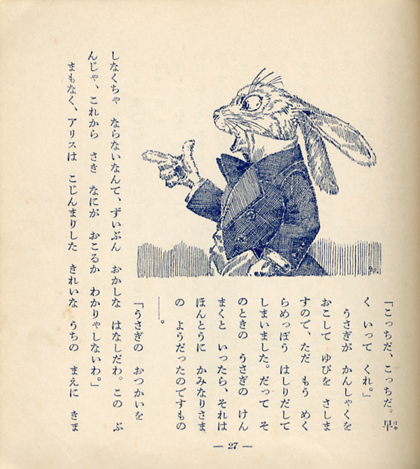 「こっちだ、こっちだ。早
はや
く いって くれ。」
うさぎが かんしゃくを
おこして ゆびを さしま
すので、ただ もう めく
らめっぽう はしりだして
しまいました。だって そ
のときの うさぎの けん
まくと いったら、それは
ほんとうに かみなりさま
の ようだったのですもの
――。
「うさぎの おつかいを
しなくちゃ ならないなんて、ずいぶん おかしな はなしだわ。この ぶ
んじゃ、これから さき なにが おこるか わかりゃしないわ。」
まもなく、アリスは こじんまりした きれいな うちの まえに きま
— 27 —